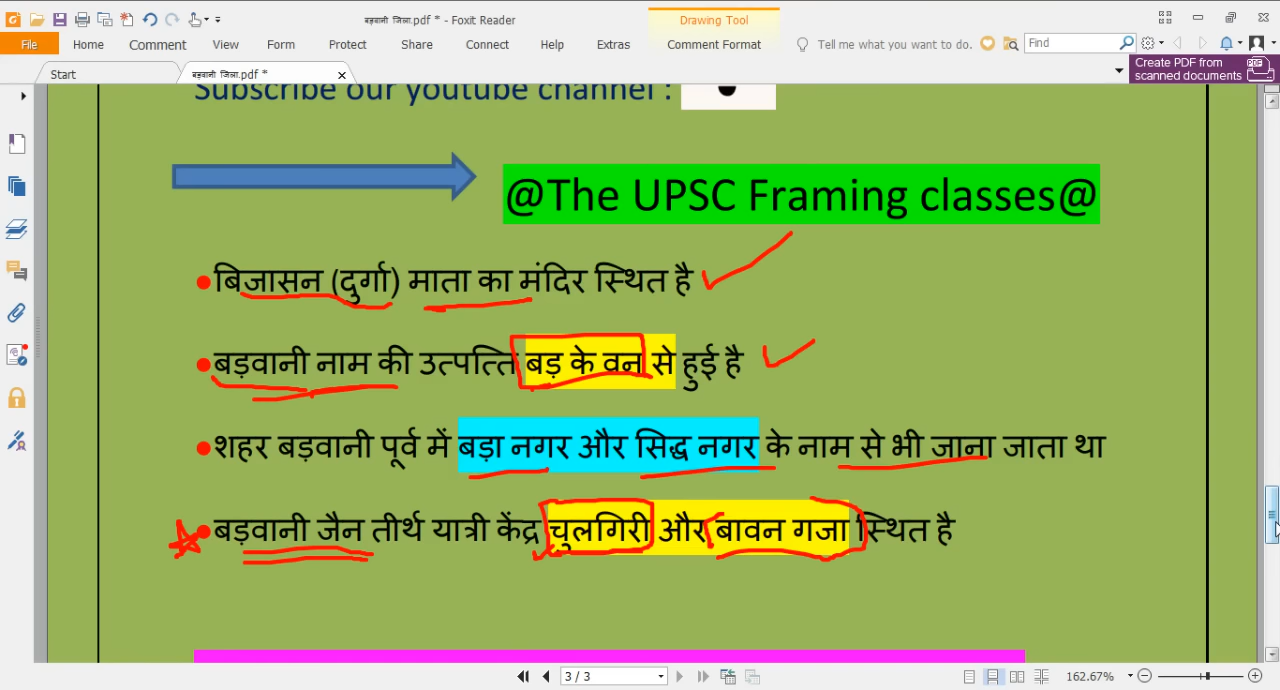 बड़वानी जिला.pdf * - Foxit Reader
Drawing Tool
File Home Comment View Form Protect Share Connect Help Extras Comment Format Tell me what you want to do. Find
Start
बड़वानी जिला.pdf *
Create PDF from
scanned documents
Subscribe our youtube channel :
@The UPSC Framing classes@
•बिजासन (दुर्गा) माता का मंदिर स्थित है
•बड़वानी नाम की उत्पत्ति बड़ के वन से हुई है
•शहर बड़वानी पूर्व में बड़ा नगर और सिद्ध नगर के नाम से भी जाना जाता था
•बड़वानी जैन तीर्थ यात्री केंद्र चुलगिरी और बावन गजा स्थित है
3 / 3
162.67%